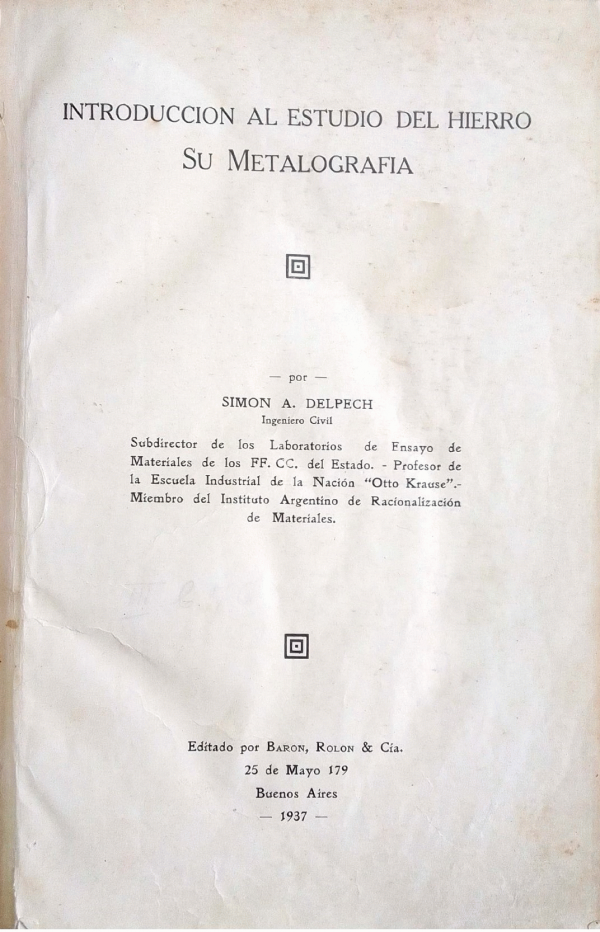 INTRODUCCION AL ESTUDIO DEL HIERRO
SU METALOGRAFIA
— por —
SIMON A. DELPECH
Ingeniero Civil
Subdirector de los Laboratorios de Ensayo de
Materiales de los FF. CC. del Estado. - Profesor de
la Escuela Industrial de la Nación “Otto Krause”.-
Miembro del Instituto Argentino de Racionalización
de Materiales.
Editado por BARON, ROLON & Cía.
25 de Mayo 179
Buenos Aires
— 1937 —